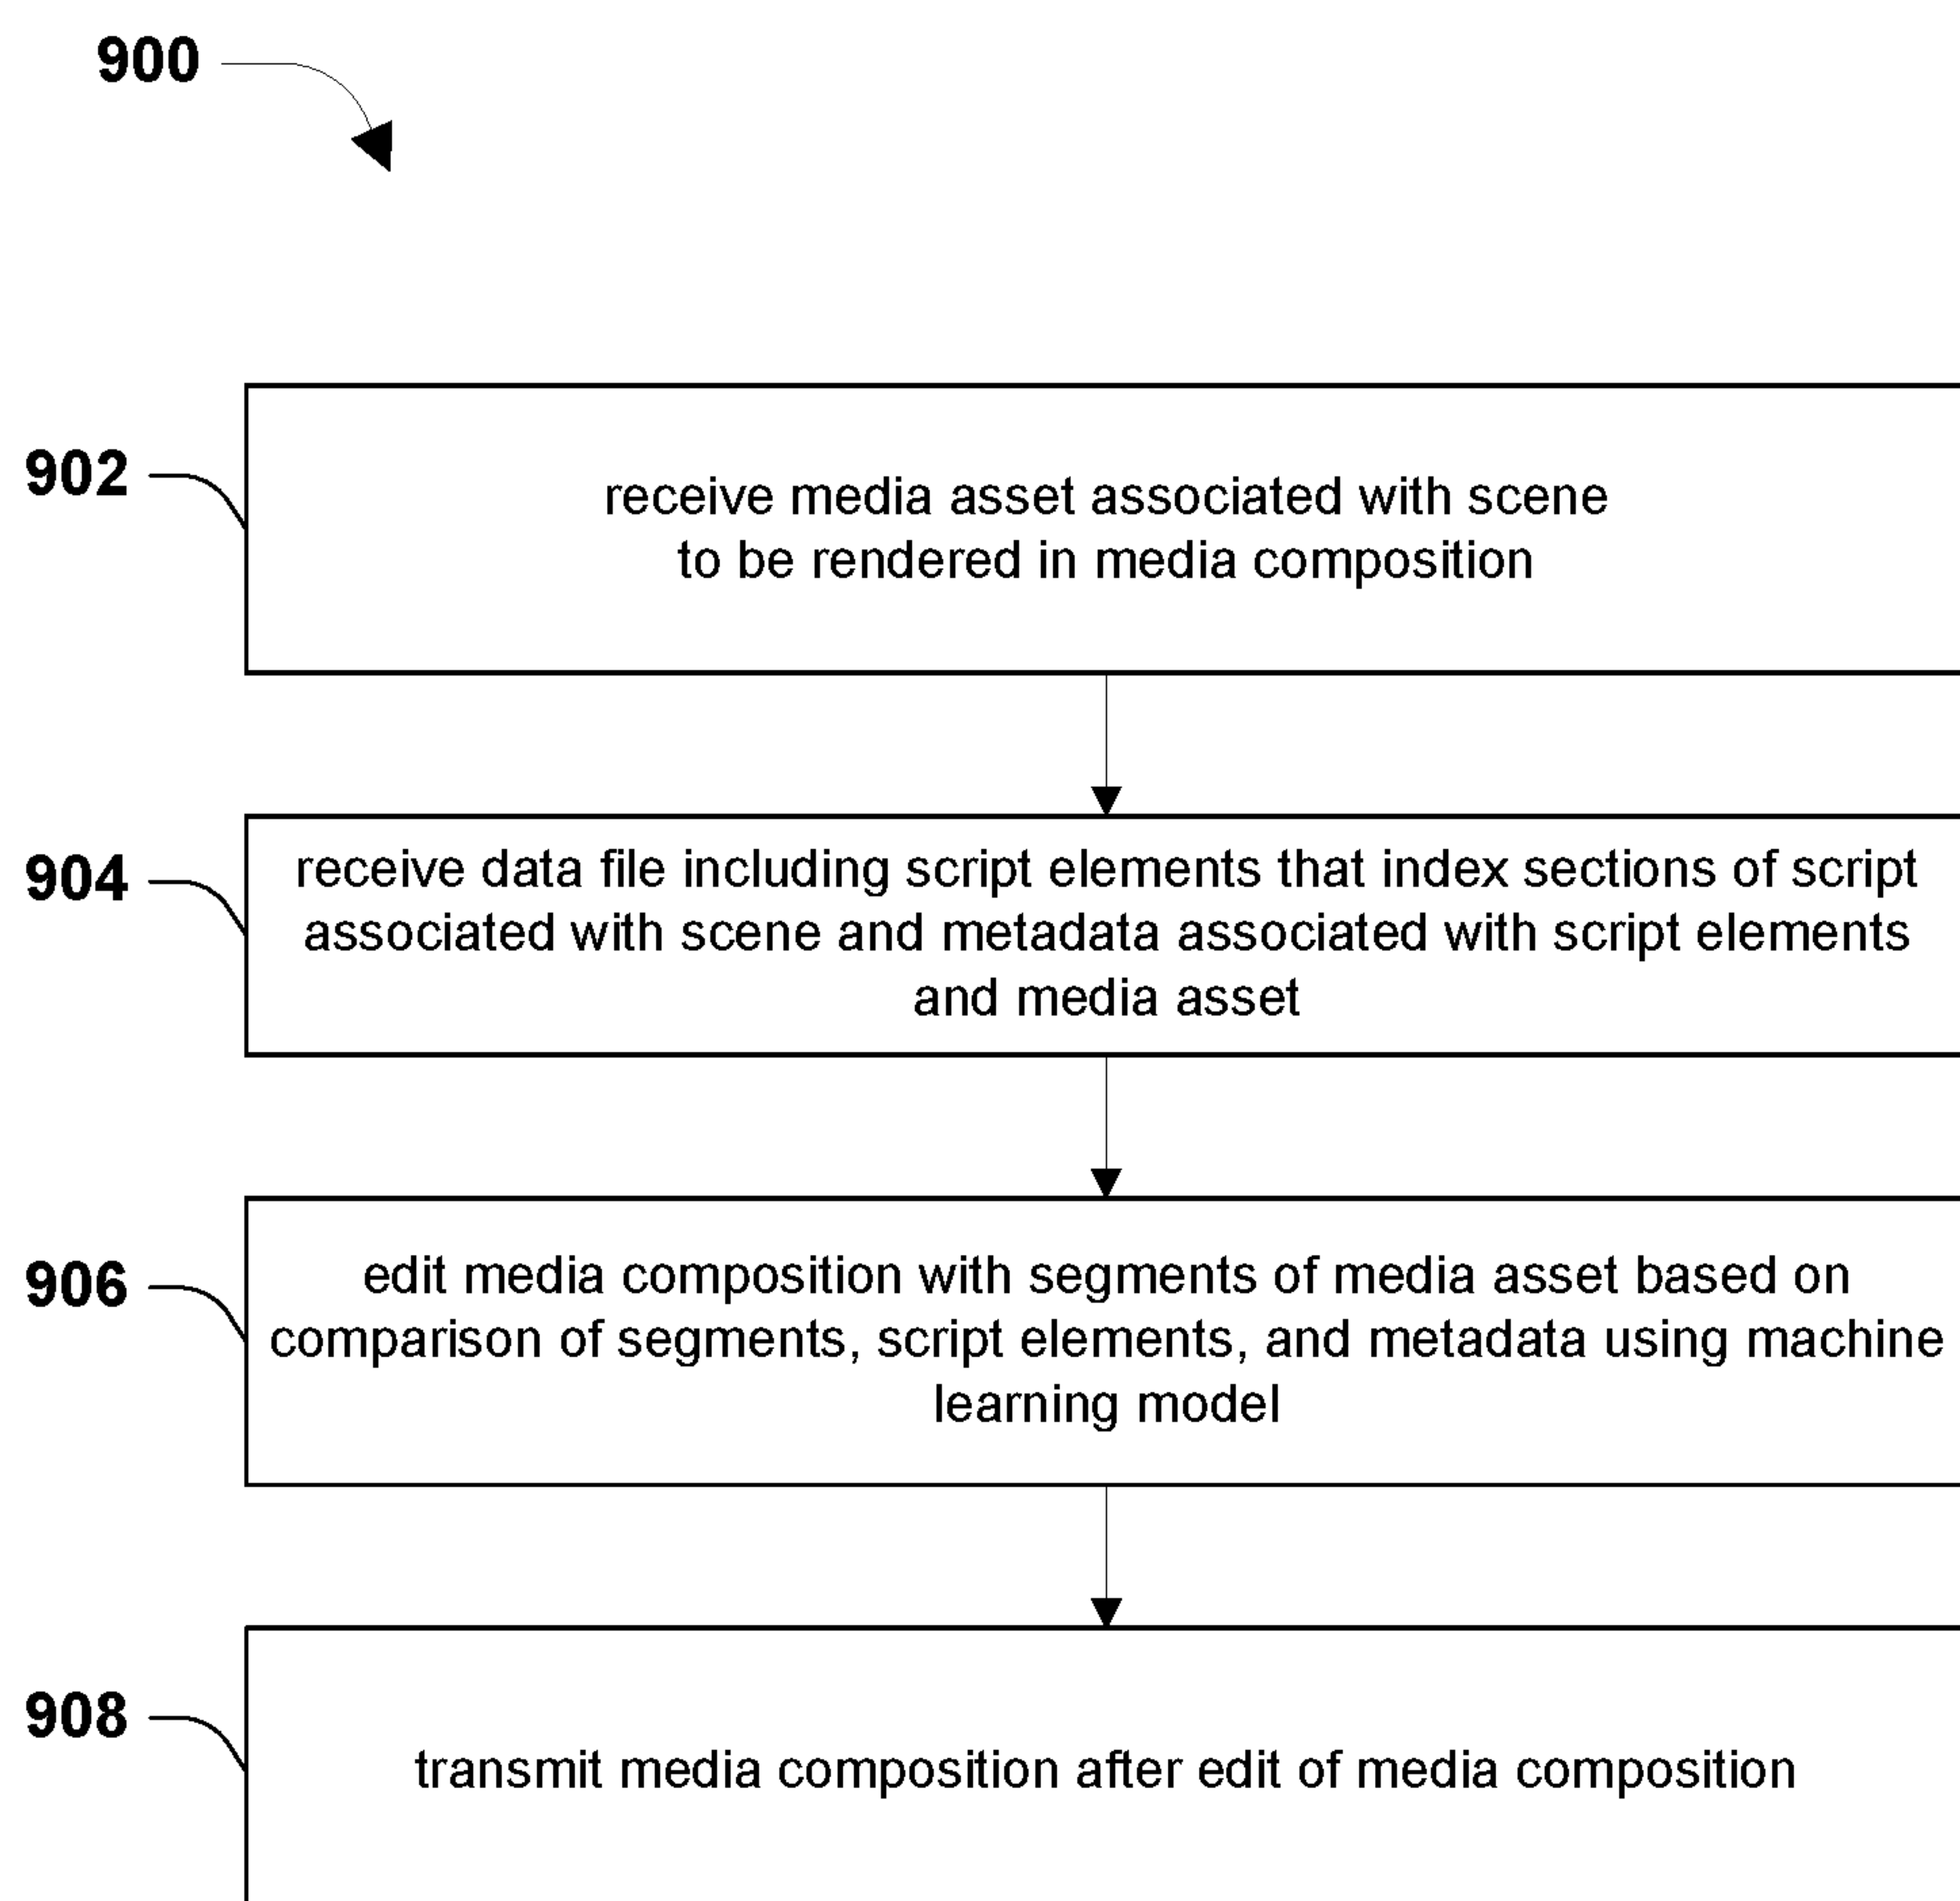 900
902
receive media asset associated with scene
to be rendered in media composition
904
receive data file including script elements that index sections of script
associated with scene and metadata associated with script elements
and media asset
906
edit media composition with segments of media asset based on
comparison of segments, script elements, and metadata using machine
learning model
908
transmit media composition after edit of media composition